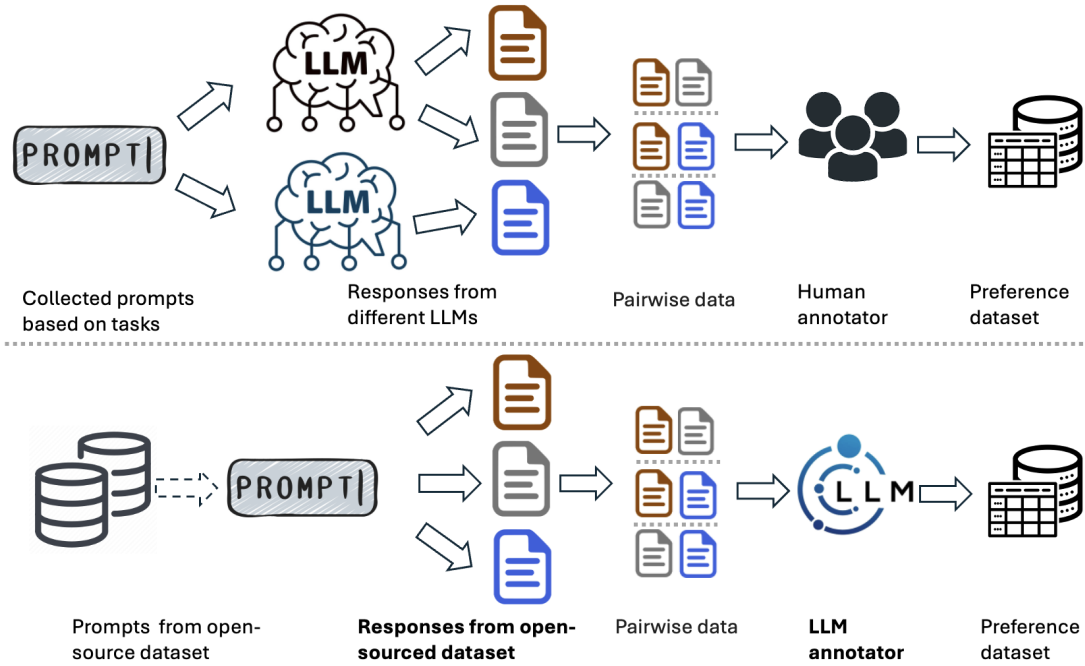 LLM
PROMPT
LLM
Collected prompts
based on tasks
Responses from
different LLMs
Pairwise data
Human
annotator
Preference
dataset
PROMPT
LLM
Prompts from open-
source dataset
Responses from open-
sourced dataset
Pairwise data
LLM
annotator
Preference
dataset